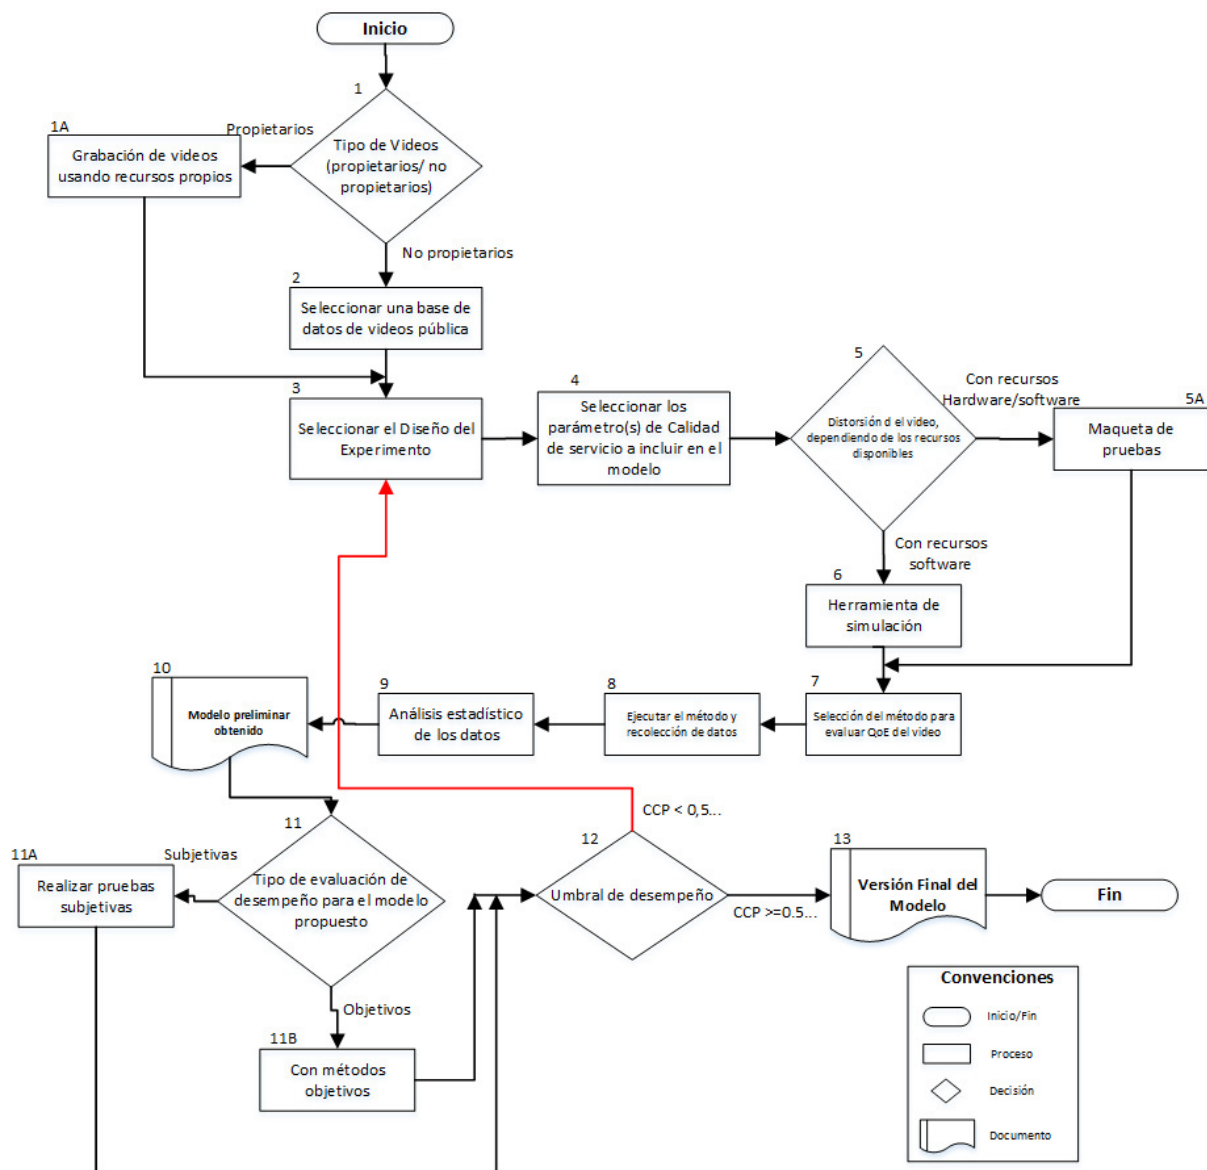 Inicio
1
Tipo de Videos
(propietarios/ no
propietarios)
Propietarios
1A
Grabación de videos
usando recursos propios
No propietarios
2
Seleccionar una base de
datos de videos pública
3
Seleccionar el Diseño del
Experimento
4
Seleccionar los
parámetro(s) de Calidad
de servicio a incluir en el
modelo
5
Distorsión d el video,
dependiendo de los recursos
disponibles
Con recursos
Hardware/software
5A
Maqueta de
pruebas
Con recursos
software
6
Herramienta de
simulación
7
Selección del método para
evaluar QoE del video
8
Ejecutar el método y
recolección de datos
9
Análisis estadístico
de los datos
10
Modelo preliminar
obtenido
11
Tipo de evaluación de
desempeño para el modelo
propuesto
Subjetivas
11A
Realizar pruebas
subjetivas
Objetivos
11B
Con métodos
objetivos
12
Umbral de desempeño
CCP < 0,5...
CCP >=0.5...
13
Versión Final del
Modelo
Fin
Convenciones
Inicio/Fin
Proceso
Decisión
Documento